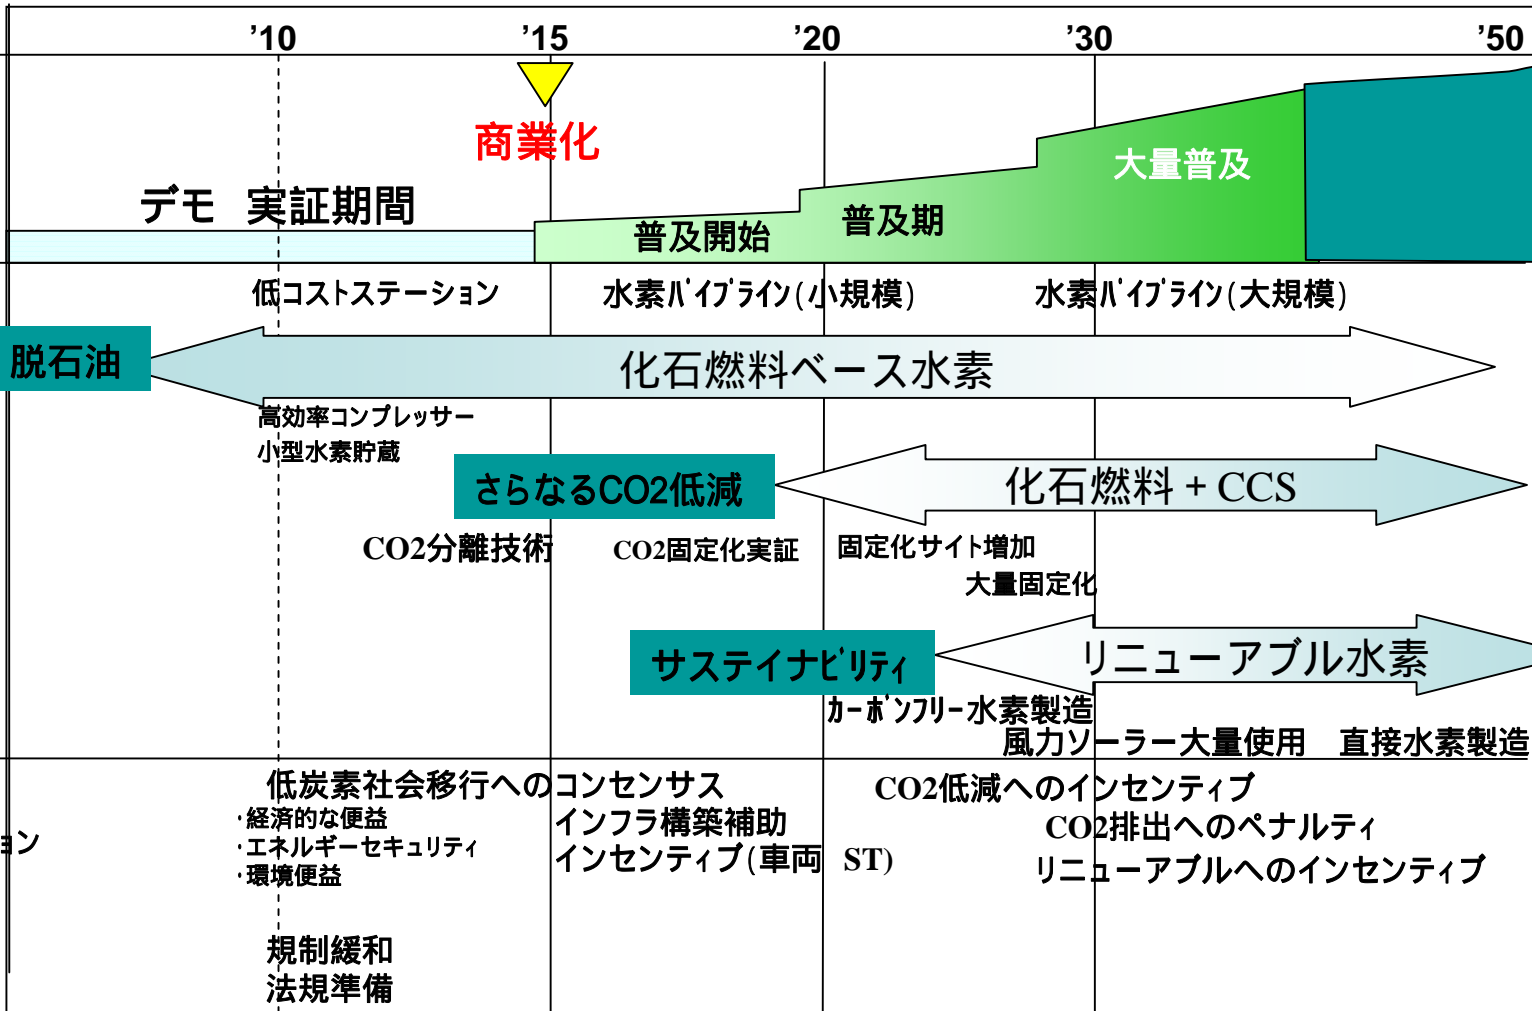 ’10 ’15 ’20 ’30 ’50
商業化
大量普及
デモ 実証期間
普及開始 普及期
低コストステーション 水素ﾊﾟｲﾌﾟﾗｲﾝ(小規模) 水素ﾊﾟｲﾌﾟﾗｲﾝ(大規模)
脱石油 化石燃料ベース水素
高効率コンプレッサー
小型水素貯蔵
さらなるCO2低減 化石燃料 + CCS
CO2分離技術 CO2固定化実証 固定化サイト増加
大量固定化
サステイナビリティ リニューアブル水素
ｶｰﾎﾞﾝﾌﾘｰ水素製造
風力ソーラー大量使用 直接水素製造
低炭素社会移行へのコンセンサス CO2低減へのインセンティブ
・経済的な便益 インフラ構築補助 CO2排出へのペナルティ
ョン ・エネルギーセキュリティ インセンティブ(車両 ST) リニューアブルへのインセンティブ
・環境便益
規制緩和
法規準備